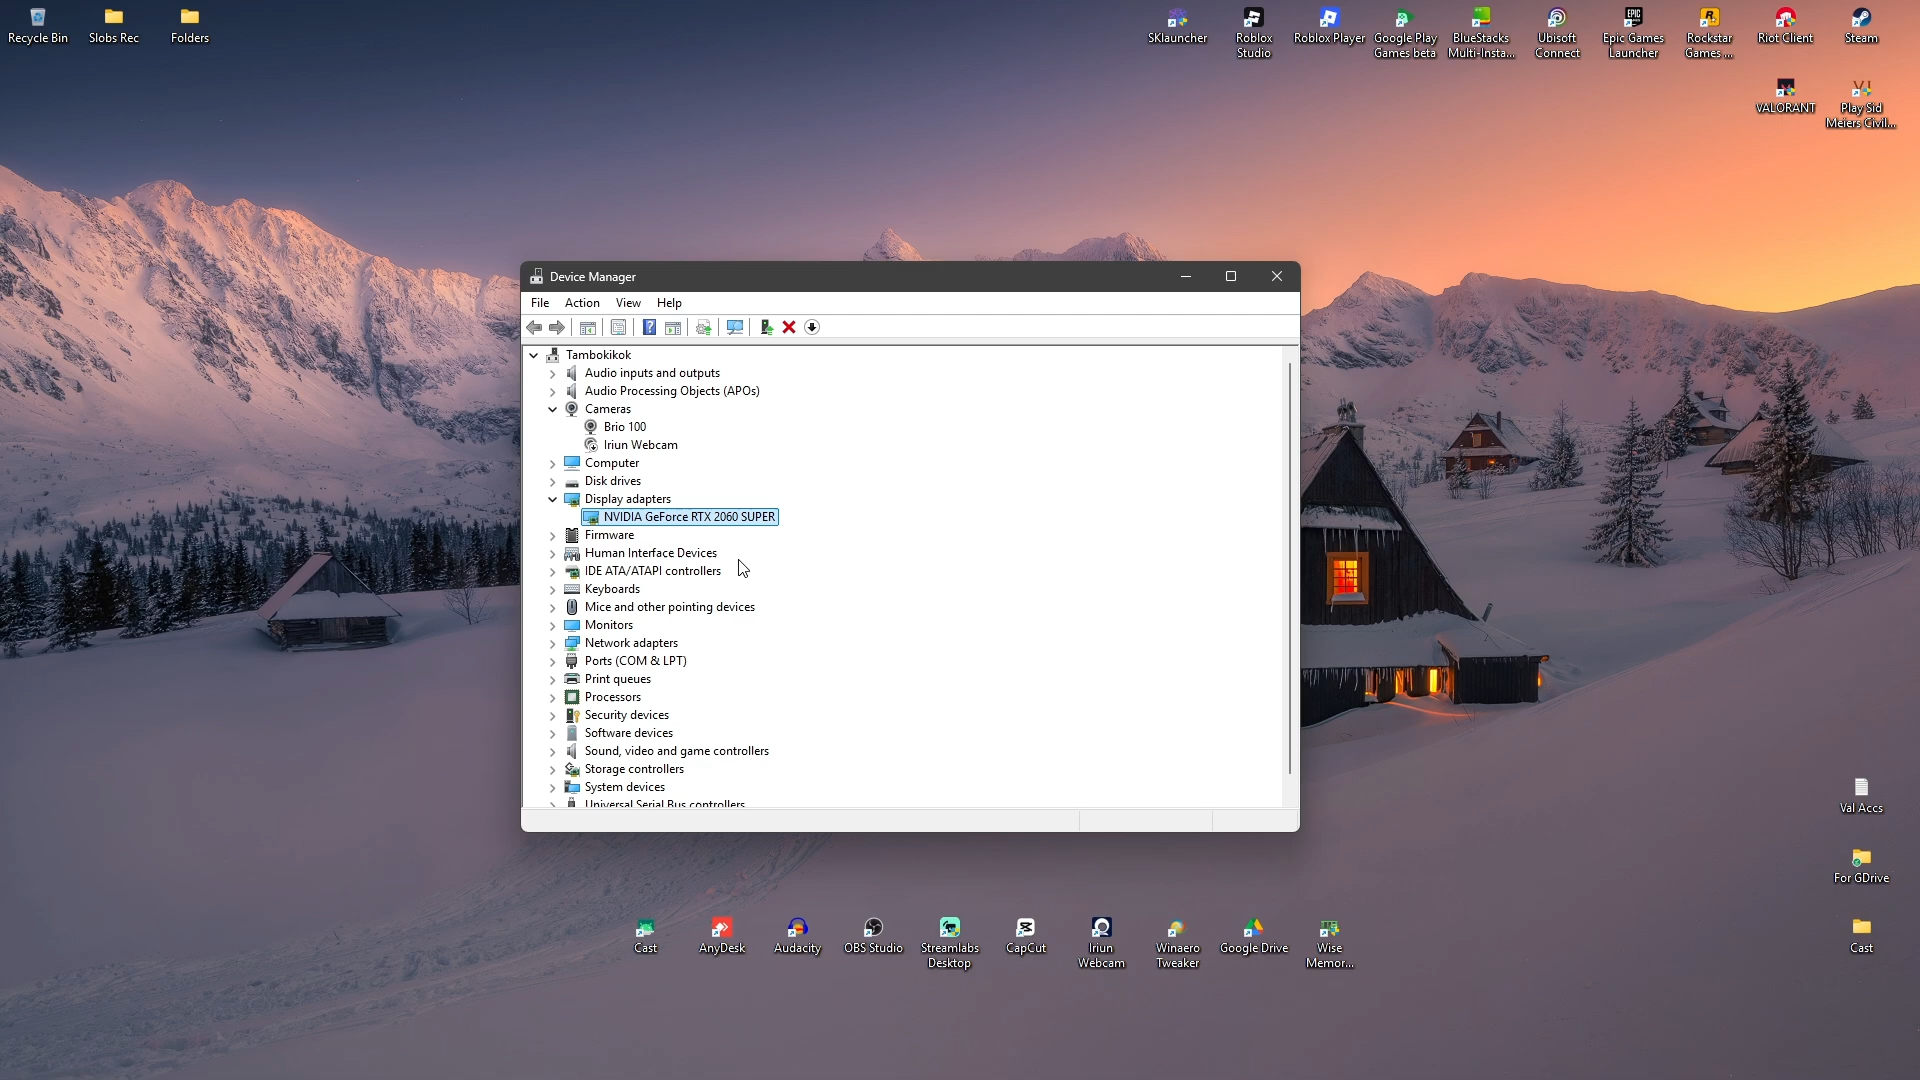 Recycle Bin
Slobs Rec
Folders
SKlauncher
Roblox
Studio
Roblox Player
Google Play
Games beta
BlueStacks
Multi-Insta...
Ubisoft
Connect
Epic Games
Launcher
Rockstar
Games ...
Riot Client
Steam
VALORANT
Play Sid
Meiers Civil...
Device Manager
File Action View Help
Tambokikok
Audio inputs and outputs
Audio Processing Objects (APOs)
Cameras
Brio 100
Iriun Webcam
Computer
Disk drives
Display adapters
NVIDIA GeForce RTX 2060 SUPER
Firmware
Human Interface Devices
IDE ATA/ATAPI controllers
Keyboards
Mice and other pointing devices
Monitors
Network adapters
Ports (COM & LPT)
Print queues
Processors
Security devices
Software devices
Sound, video and game controllers
Storage controllers
System devices
Universal Serial Bus controllers
Val Accs
For GDrive
Cast
AnyDesk
Audacity
OBS Studio
Streamlabs
Desktop
CapCut
Iriun
Webcam
Winaero
Tweaker
Google Drive
Wise
Memor...
Cast